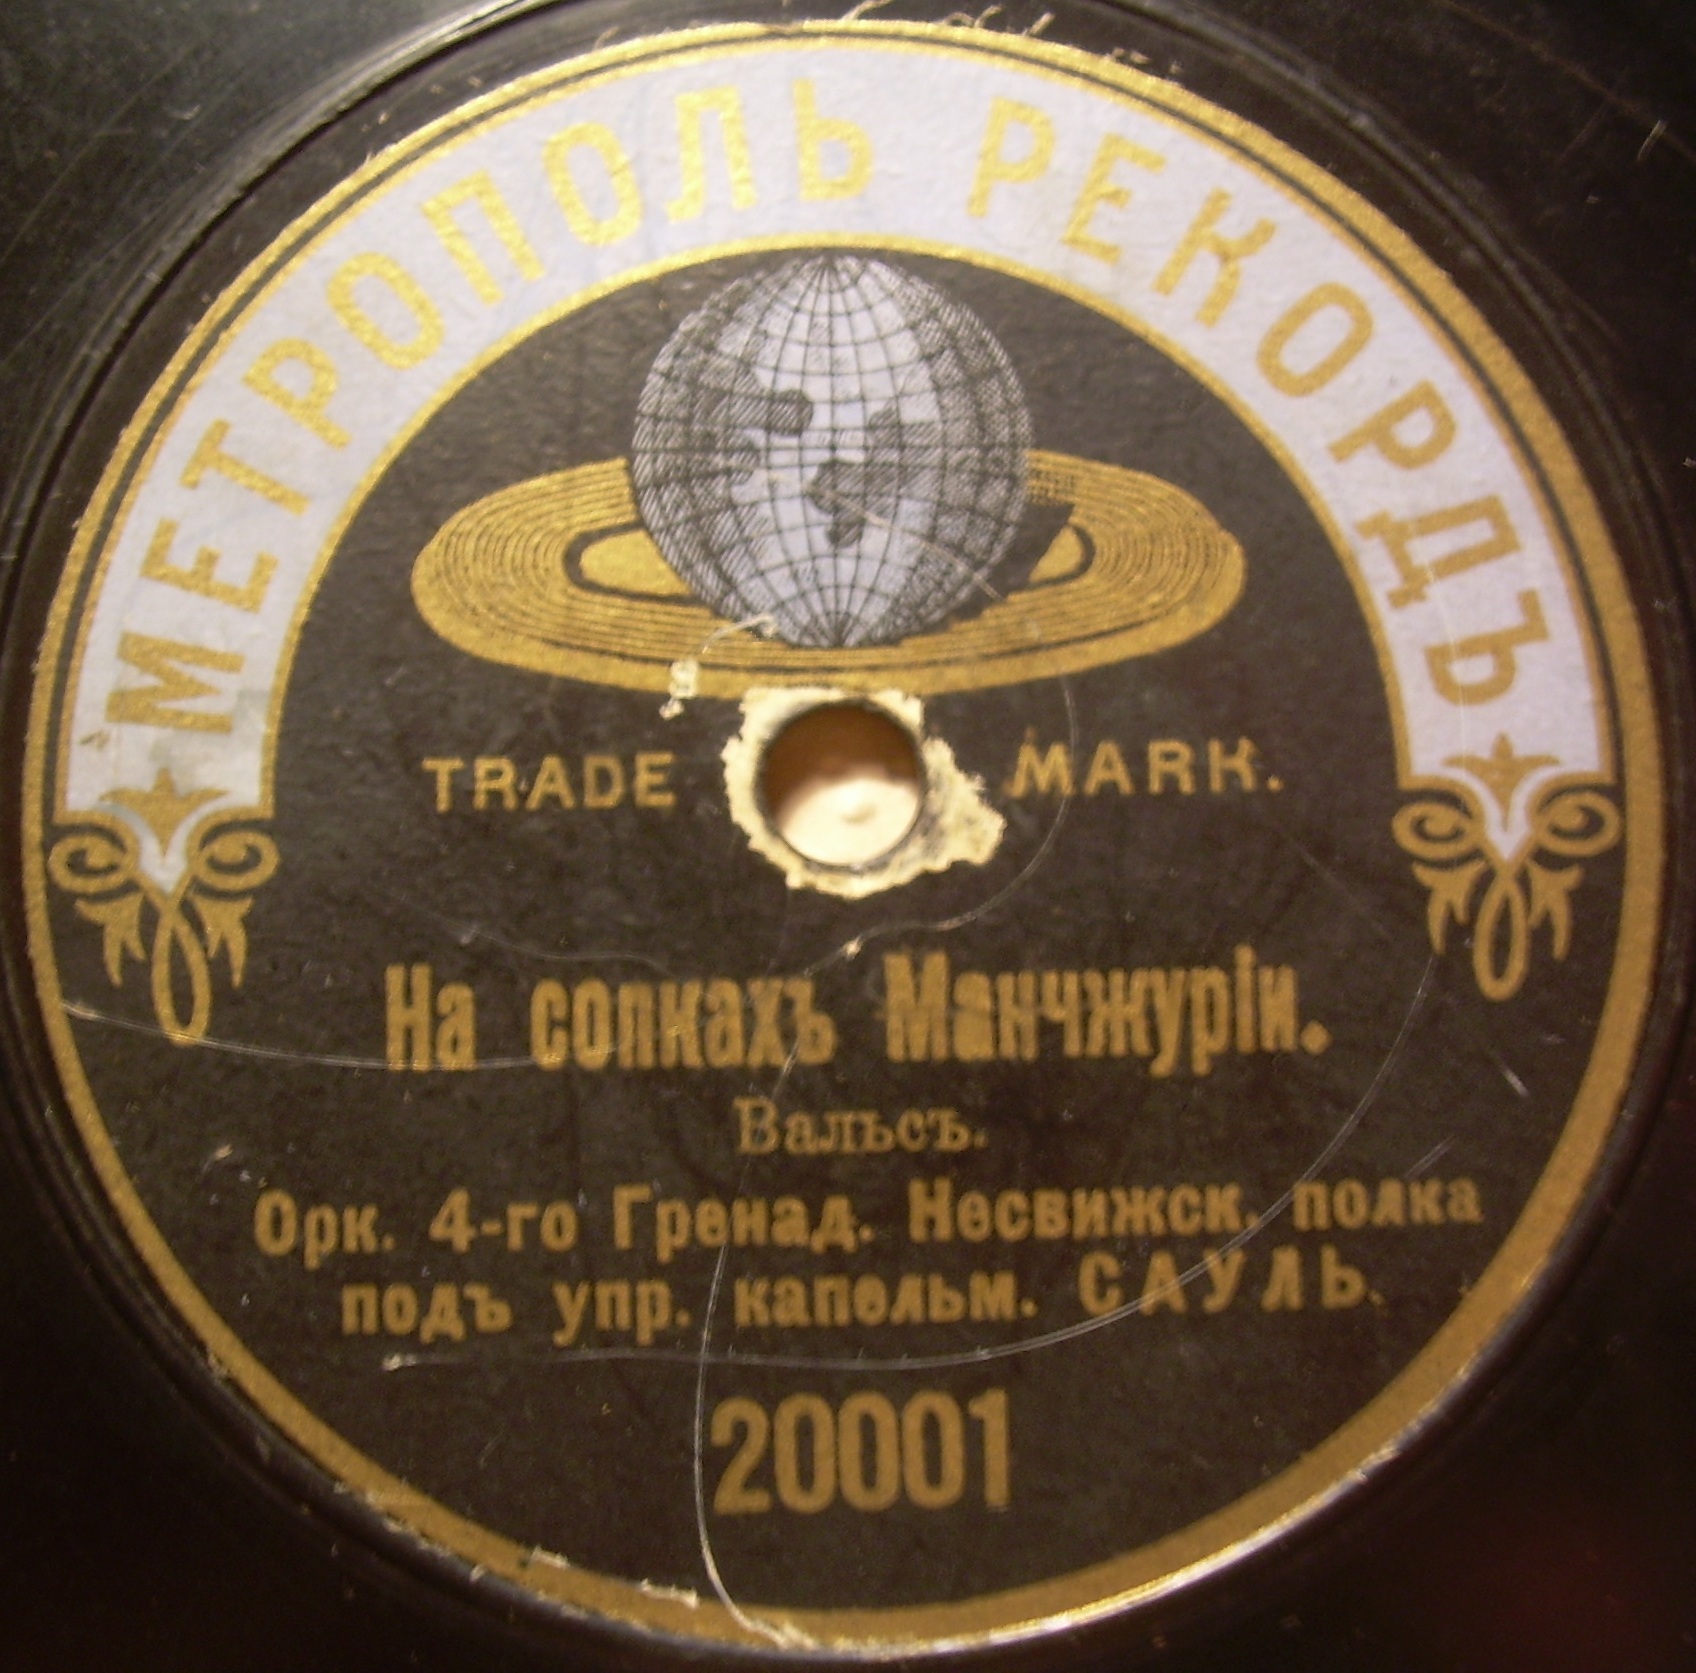 МЕТРОПОЛЬ РЕКОРДЪ
TRADE MARK.
На сопкахъ Манчжуріи.
Вальсъ.
Орк. 4-го Гренад. Несвижск. полка
подъ упр. капельм. САУЛЬ.
20001